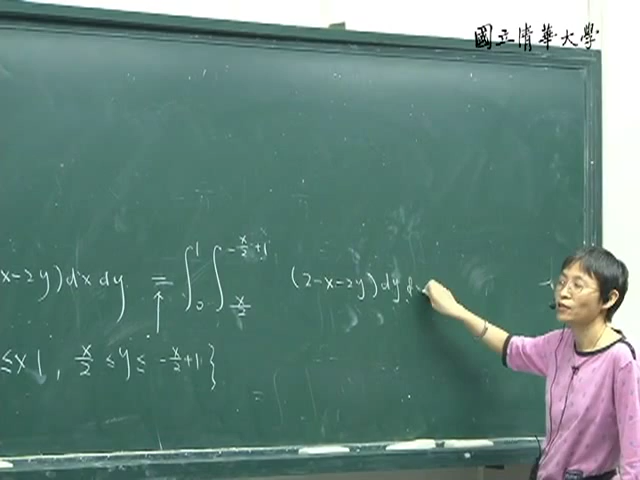 國立清華大學
x-2y)dxdy = ∫₀¹ ∫_{x/2}^{-x/2+1} (2-x-2y)dy dx
≤x 1, x/2 ≤ y ≤ -x/2+1}